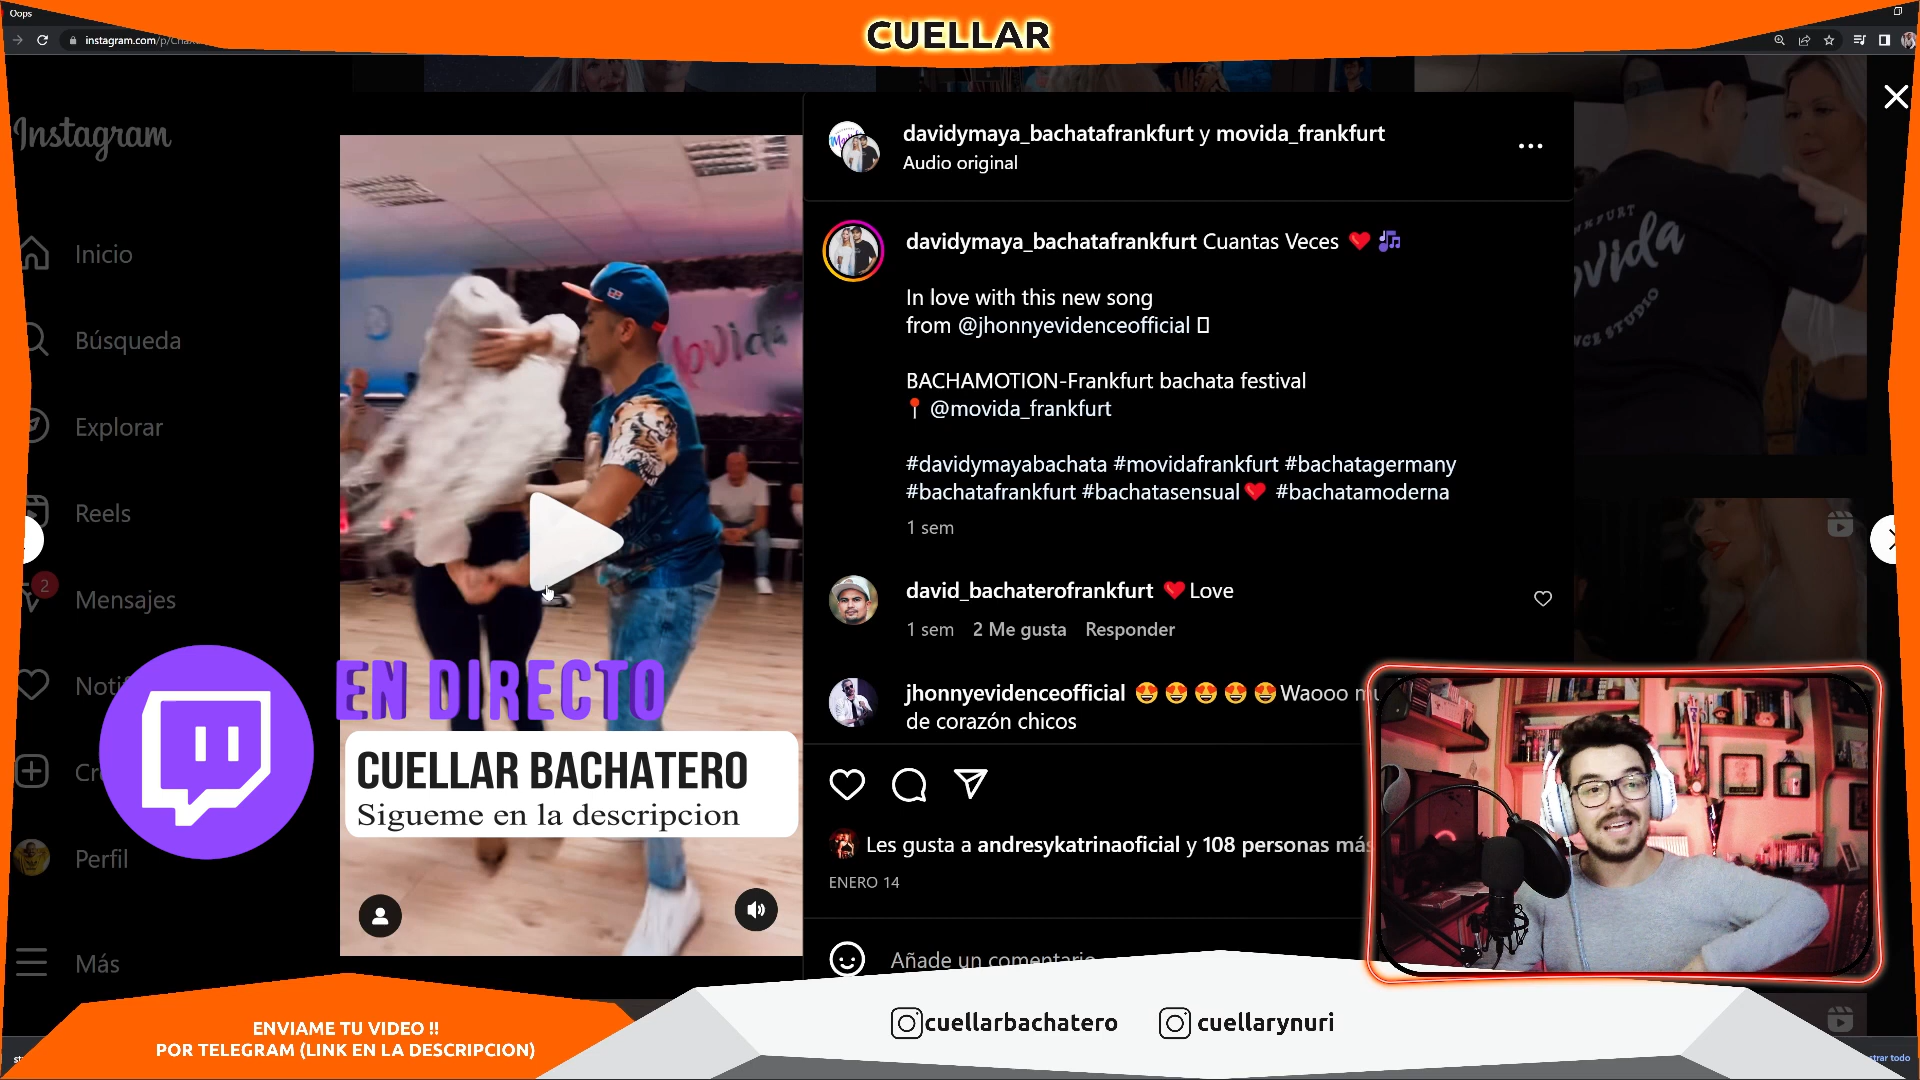 Oops
CUELLAR
instagram.com/p/
Instagram
davidymaya_bachatafrankfurt y movida_frankfurt
Audio original
Inicio
Búsqueda
Explorar
Reels
2
Mensajes
Perfil
Más
davidymaya_bachatafrankfurt Cuantas Veces ❤️ 🎶
In love with this new song
from @jhonnyevidenceofficial
BACHAMOTION-Frankfurt bachata festival
📍 @movida_frankfurt
#davidymayabachata #movidafrankfurt #bachatagermany
#bachatafrankfurt #bachatasensual❤️ #bachatamoderna
1 sem
david_bachaterofrankfurt ❤️Love
1 sem 2 Me gusta Responder
jhonnyevidenceofficial 😍😍😍😍😍Waooo
de corazón chicos
Les gusta a andresykatrinaoficial y 108 personas más
ENERO 14
Añade un comentario
movida
EN DIRECTO
CUELLAR BACHATERO
Sigueme en la descripcion
ENVIAME TU VIDEO !!
POR TELEGRAM (LINK EN LA DESCRIPCION)
cuellarbachatero
cuellarynuri